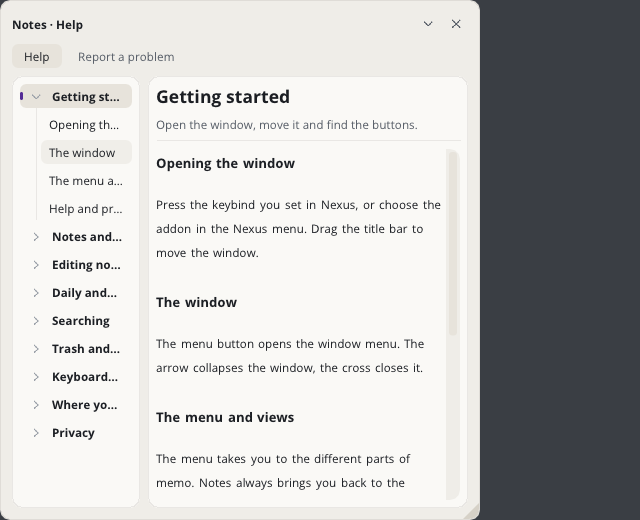 Notes · Help
Help
Report a problem
Getting st...
Opening th...
The window
The menu a...
Help and pr...
Notes and...
Editing no...
Daily and...
Searching
Trash and...
Keyboard...
Where yo...
Privacy
Getting started
Open the window, move it and find the buttons.
Opening the window
Press the keybind you set in Nexus, or choose the
addon in the Nexus menu. Drag the title bar to
move the window.
The window
The menu button opens the window menu. The
arrow collapses the window, the cross closes it.
The menu and views
The menu takes you to the different parts of
memo. Notes always brings you back to the